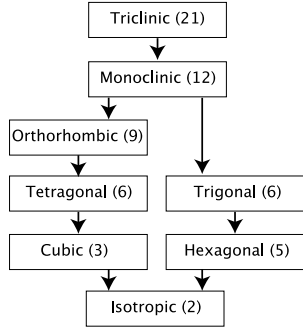 Triclinic (21)
Monoclinic (12)
Orthorhombic (9)
Tetragonal (6)
Trigonal (6)
Cubic (3)
Hexagonal (5)
Isotropic (2)